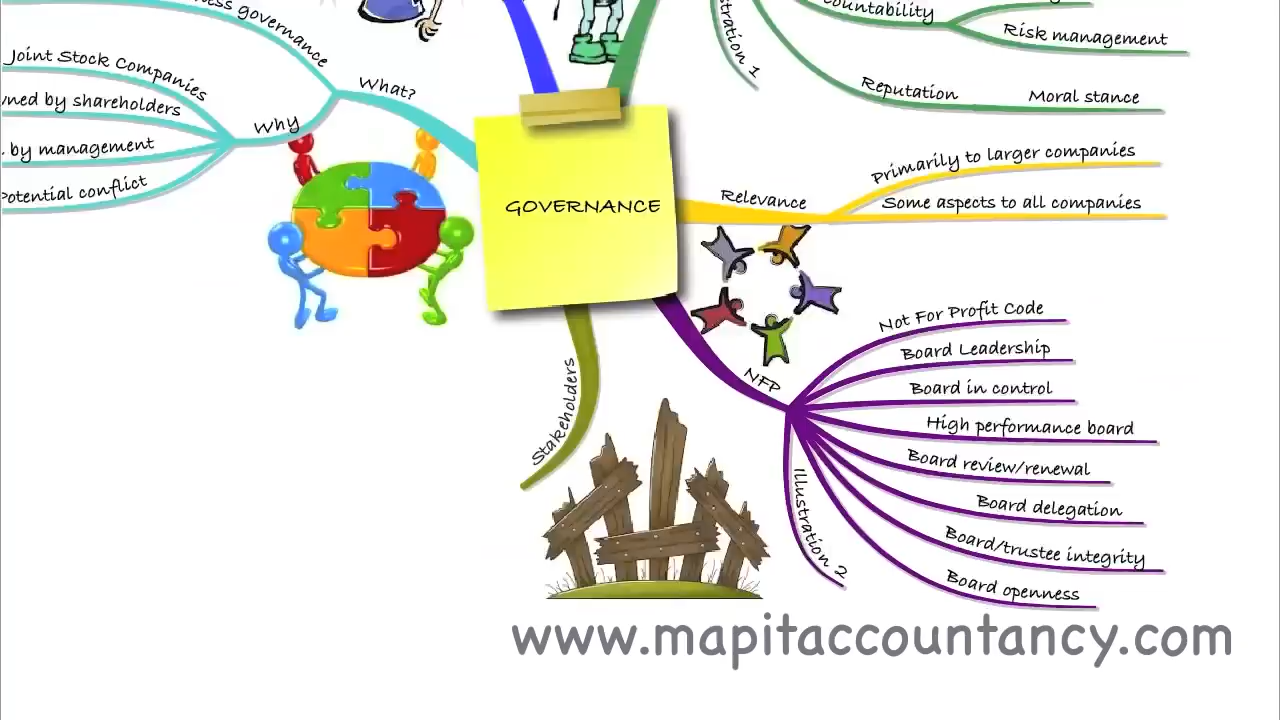 governance
What?
Joint Stock Companies
by shareholders
by management
Potential conflict
Why
Illustration 1
Risk management
Reputation
Moral stance
GOVERNANCE
Relevance
Primarily to larger companies
Some aspects to all companies
Stakeholders
NFP
Not For Profit Code
Board Leadership
Board in control
High performance board
Board review/renewal
Board delegation
Board/trustee integrity
Board openness
Illustration 2
www.mapitaccountancy.com